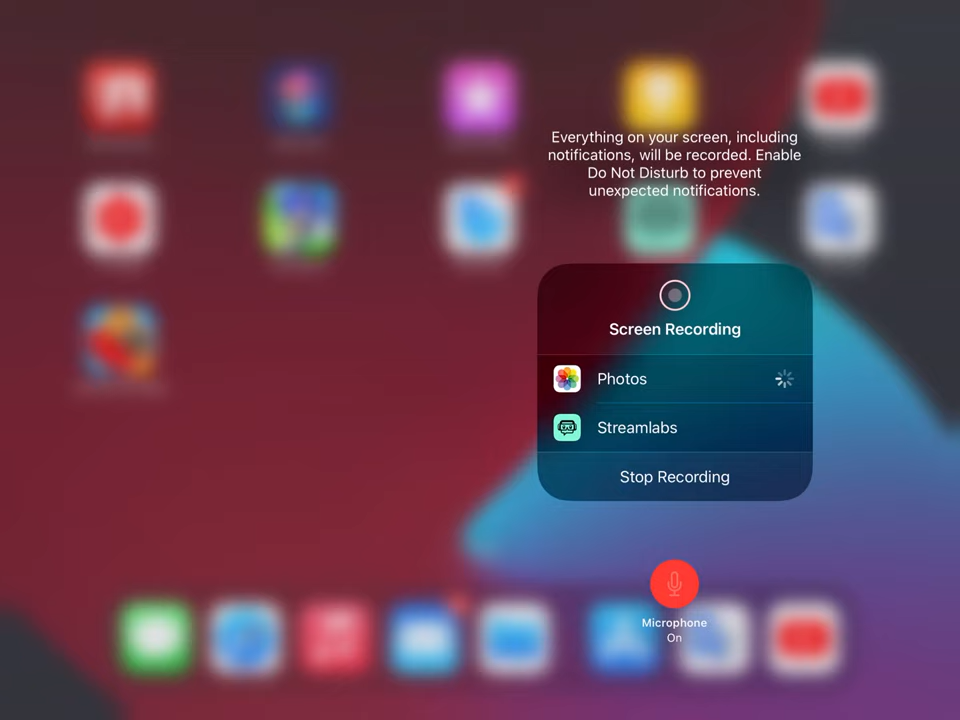 Everything on your screen, including
notifications, will be recorded. Enable
Do Not Disturb to prevent
unexpected notifications.
Screen Recording
Photos
Streamlabs
Stop Recording
Microphone
On